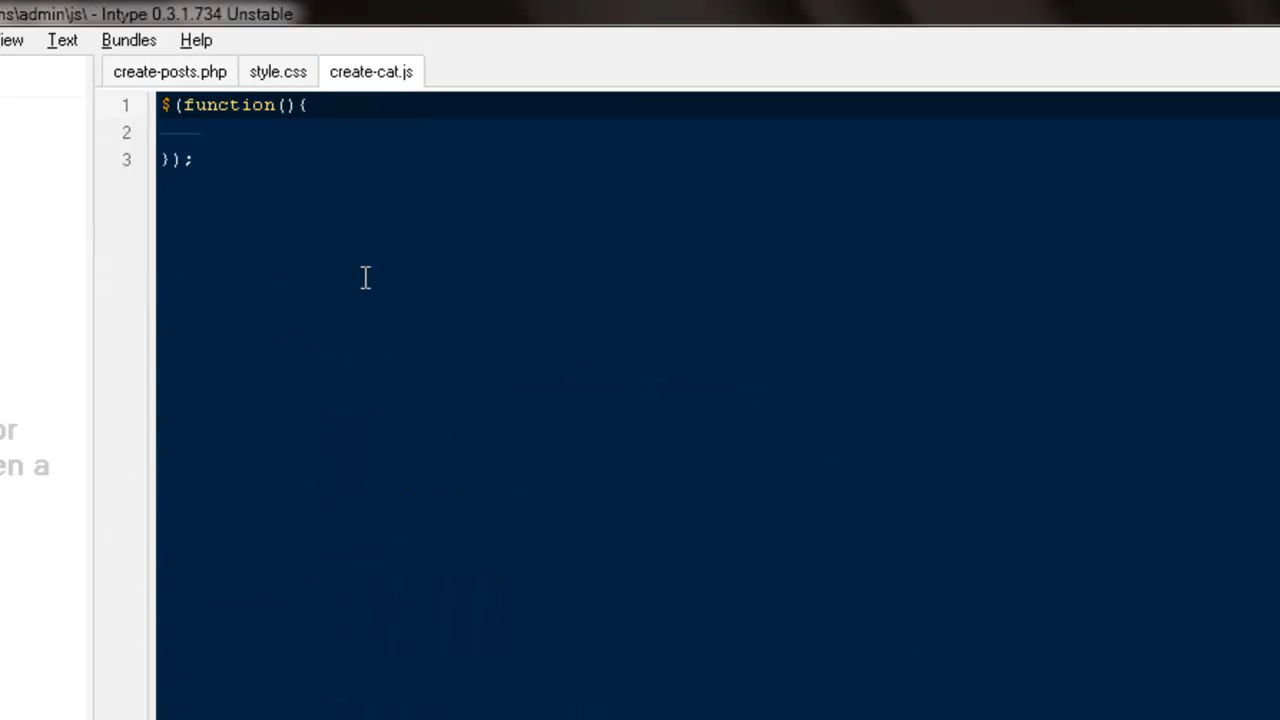 ns\admin\js\ - Intype 0.3.1.734 Unstable
iew Text Bundles Help
create-posts.php style.css create-cat.js
1 $(function(){
2
3 });
or
en a